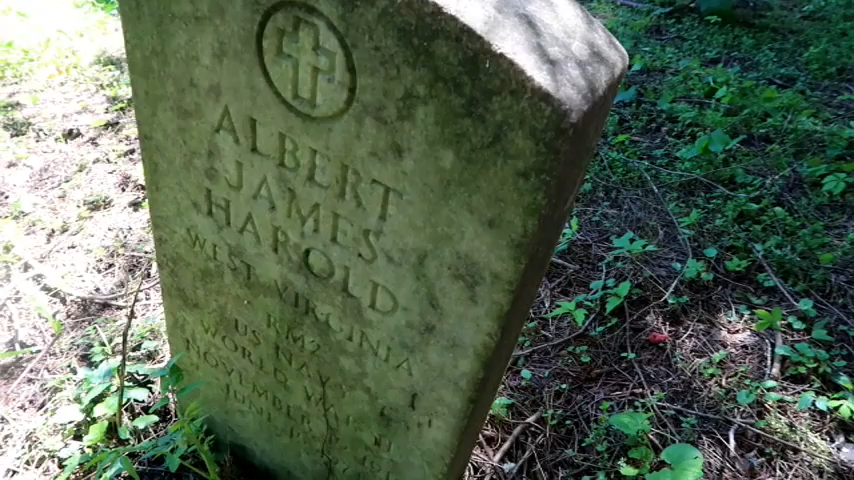 ALBERT
JAMES
HAROLD
WEST VIRGINIA
RM2
US NAVY
WORLD WAR II
NOVEMBER
JUNE